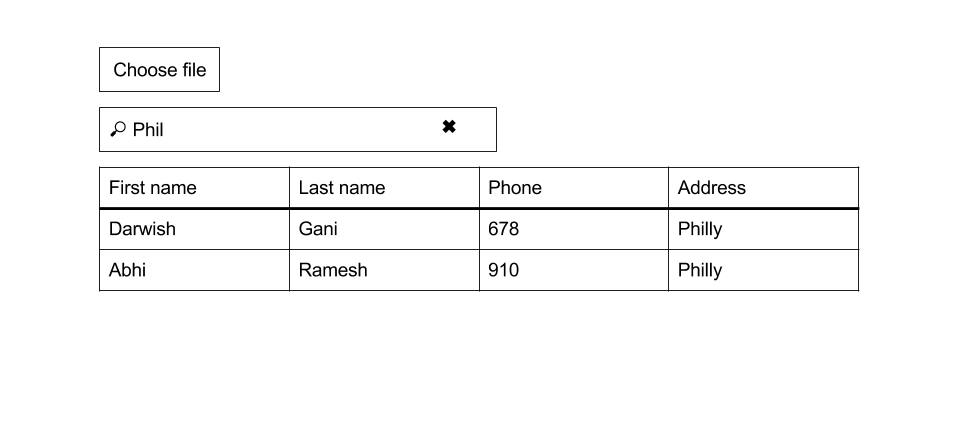 Choose file
🔎 Phil ✖
First name Last name Phone Address
Darwish Gani 678 Philly
Abhi Ramesh 910 Philly